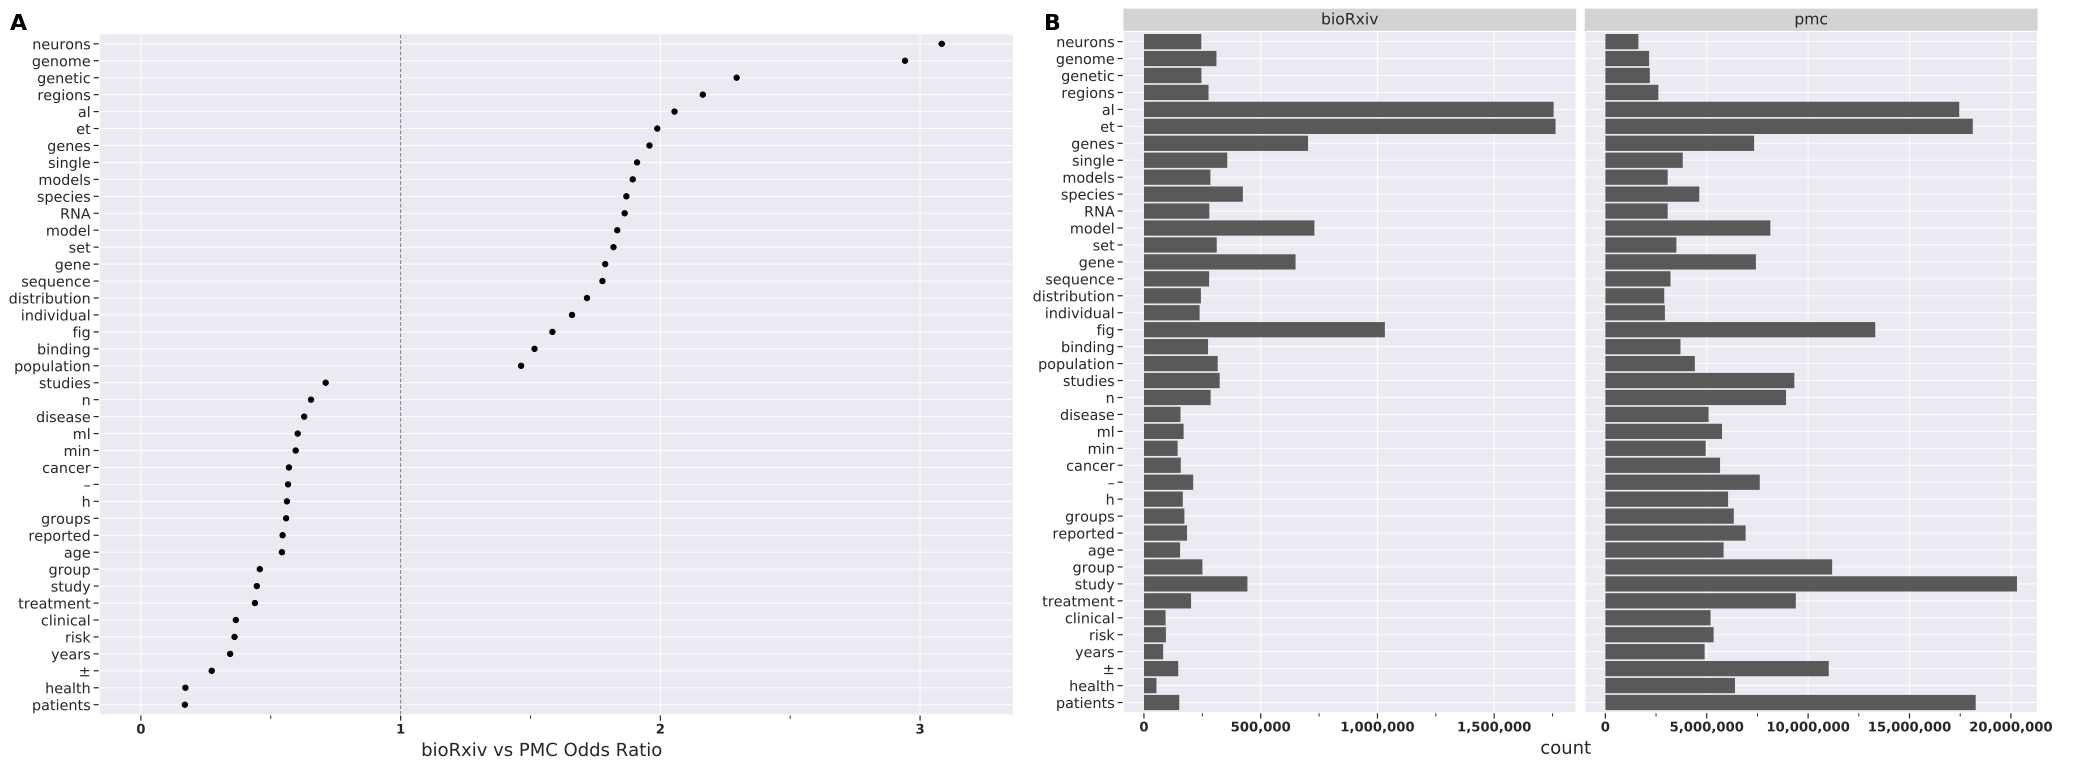 A
neurons
genome
genetic
regions
al
et
genes
single
models
species
RNA
model
set
gene
sequence
distribution
individual
fig
binding
population
studies
n
disease
ml
min
cancer
–
h
groups
reported
age
group
study
treatment
clinical
risk
years
±
health
patients
0 1 2 3
bioRxiv vs PMC Odds Ratio
B
bioRxiv pmc
neurons
genome
genetic
regions
al
et
genes
single
models
species
RNA
model
set
gene
sequence
distribution
individual
fig
binding
population
studies
n
disease
ml
min
cancer
–
h
groups
reported
age
group
study
treatment
clinical
risk
years
±
health
patients
0 500,000 1,000,000 1,500,000 0 5,000,000 10,000,000 15,000,000 20,000,000
count